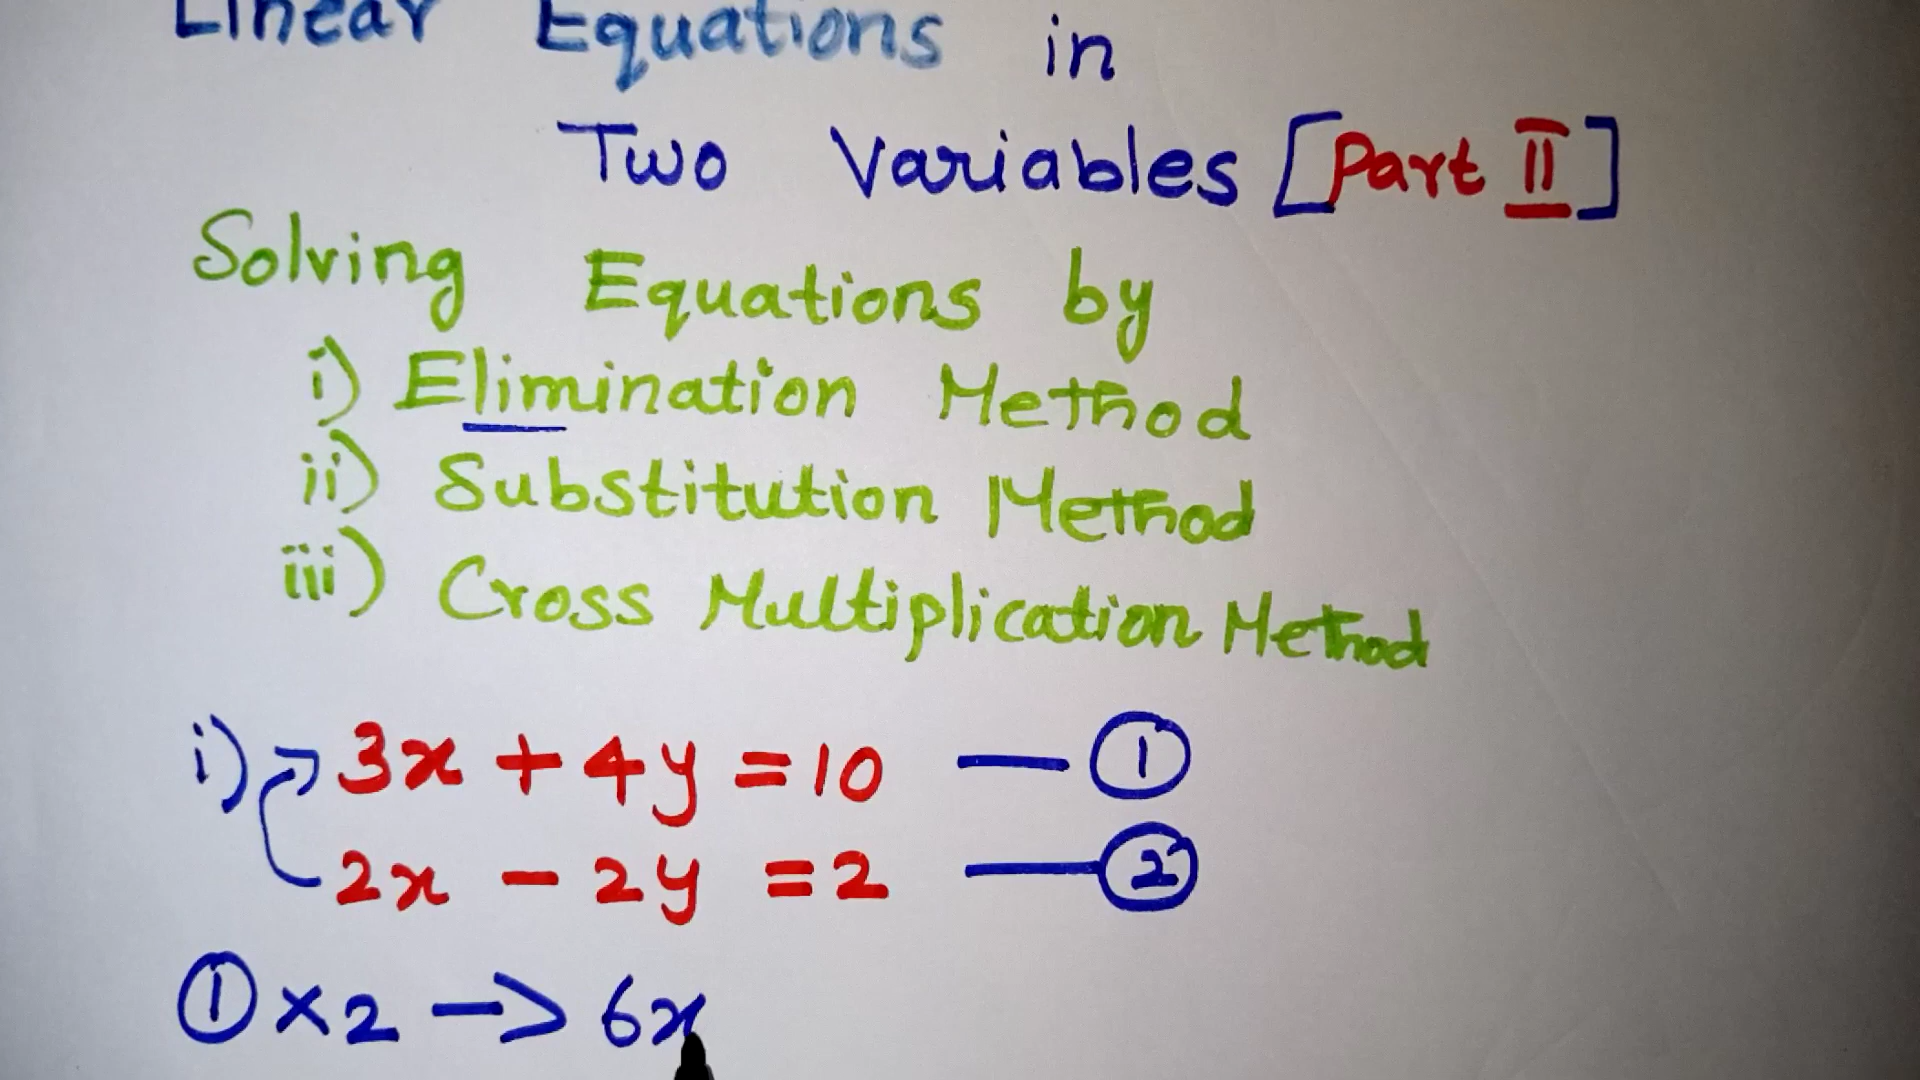 Linear Equations in
Two Variables [Part II]
Solving Equations by
i) Elimination Method
ii) Substitution Method
iii) Cross Multiplication Method
i) 3x + 4y = 10 — ①
2x - 2y = 2 — ②
① × 2 -> 6x